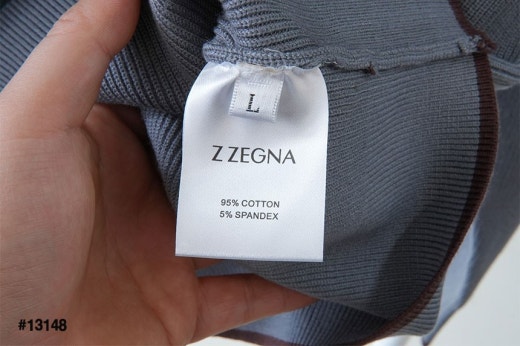 L
Z ZEGNA
95% COTTON
5% SPANDEX
#13148